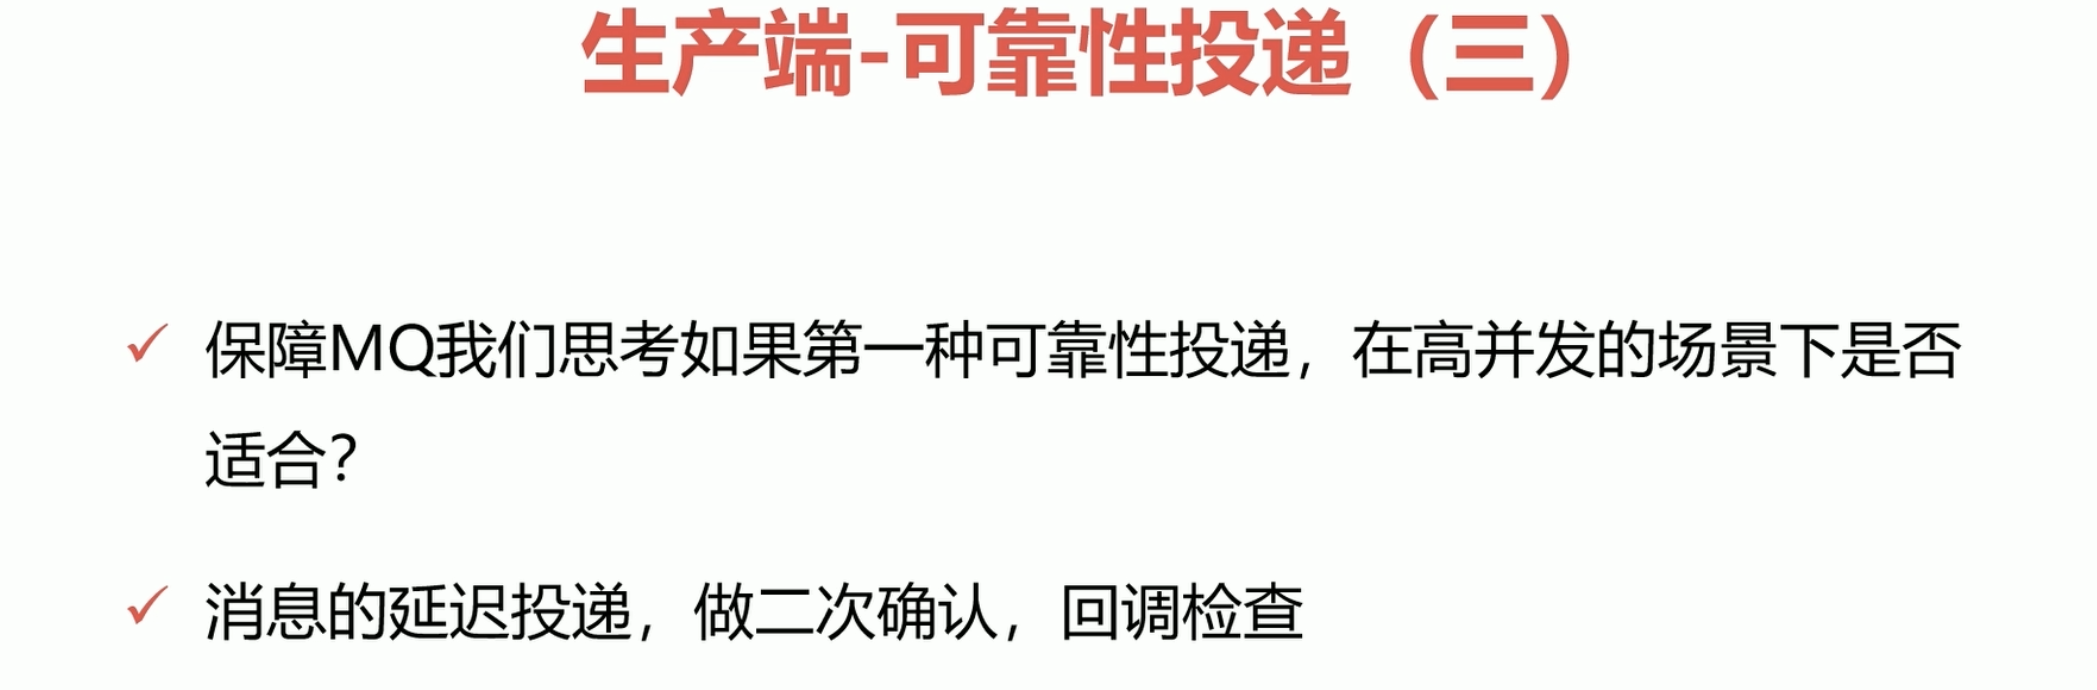 生产端-可靠性投递（三）
保障MQ我们思考如果第一种可靠性投递，在高并发的场景下是否
适合？
消息的延迟投递，做二次确认，回调检查